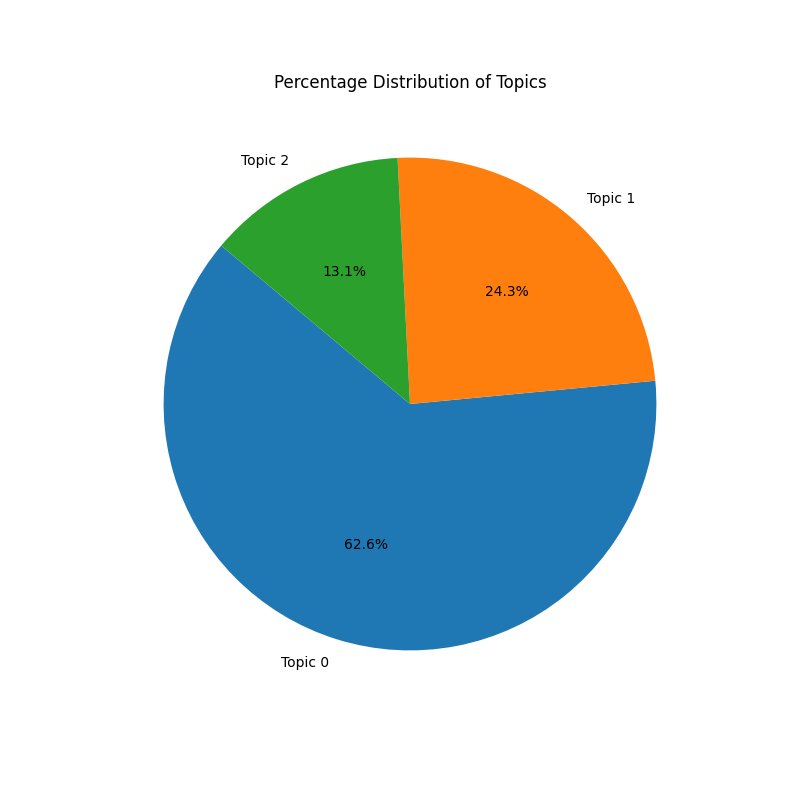 Percentage Distribution of Topics
Topic 2
Topic 1
13.1%
24.3%
62.6%
Topic 0